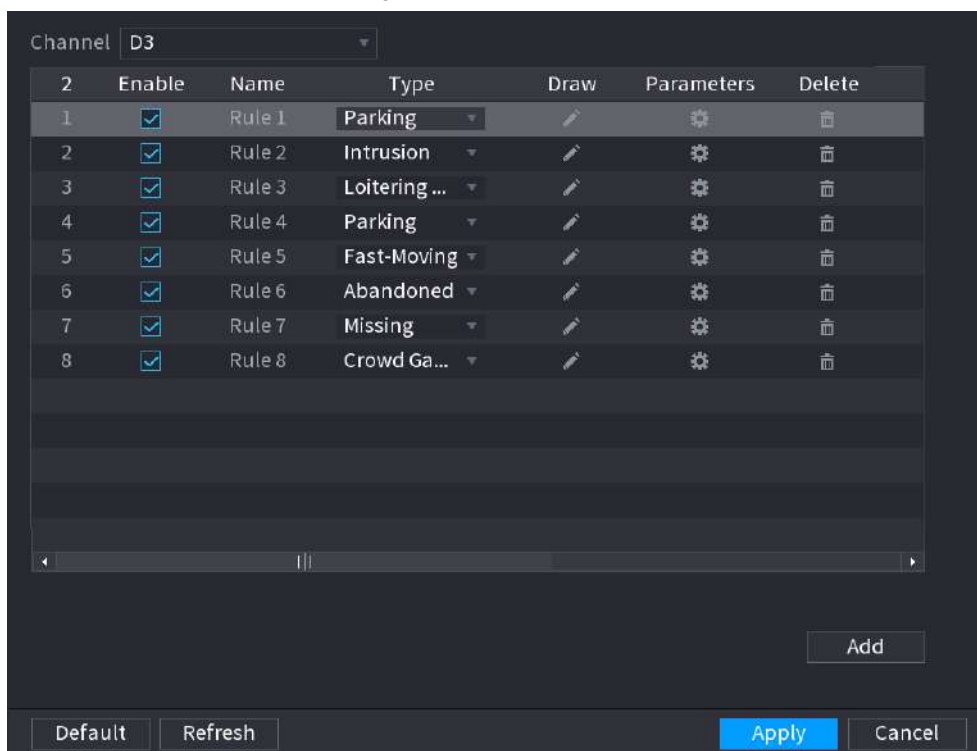 Channel D3
2 Enable Name Type Draw Parameters Delete
1 Rule 1 Parking
2 Rule 2 Intrusion
3 Rule 3 Loitering ...
4 Rule 4 Parking
5 Rule 5 Fast-Moving
6 Rule 6 Abandoned
7 Rule 7 Missing
8 Rule 8 Crowd Ga...
Add
Default Refresh Apply Cancel